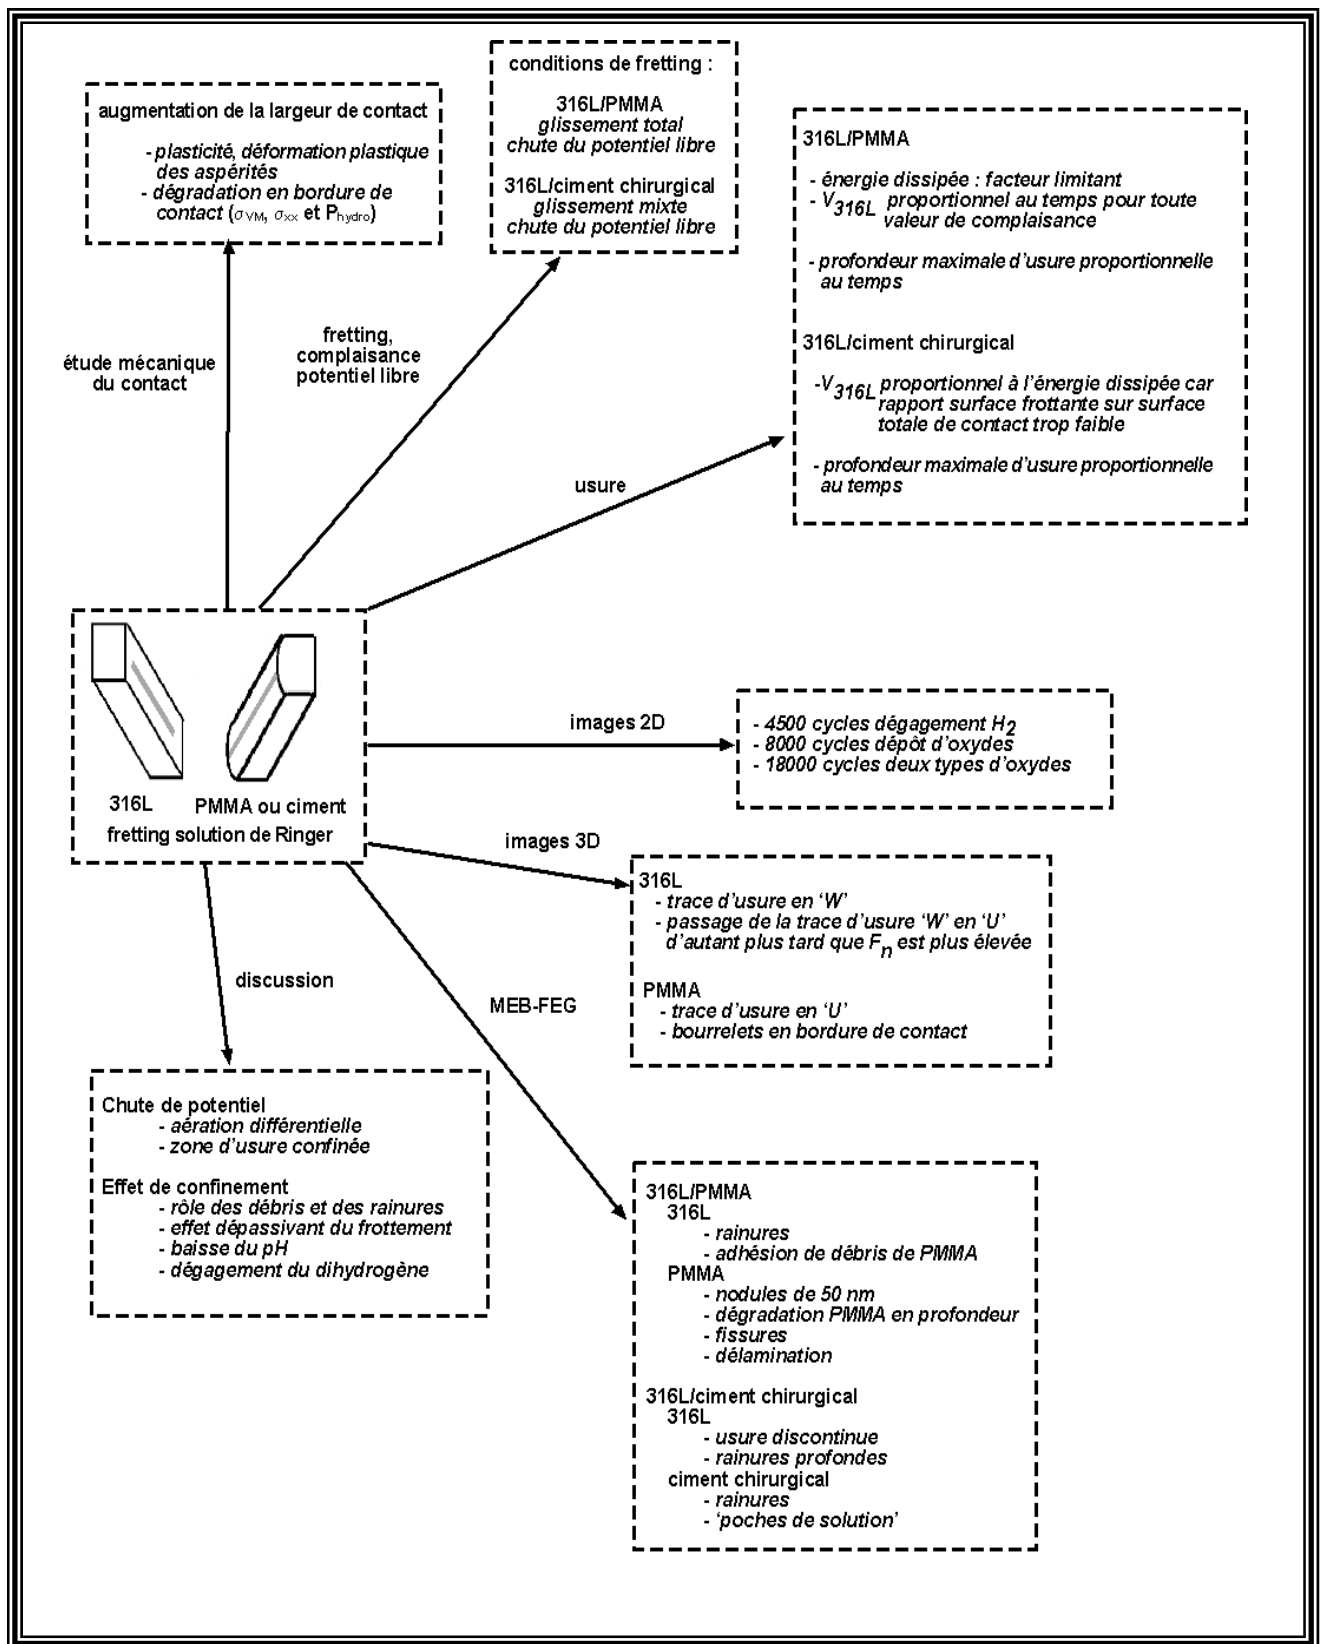 conditions de fretting :
316L/PMMA
glissement total
chute du potentiel libre
316L/ciment chirurgical
glissement mixte
chute du potentiel libre
augmentation de la largeur de contact
- plasticité, déformation plastique
des aspérités
- dégradation en bordure de
contact (σVM, σxx et Phydro)
316L/PMMA
- énergie dissipée : facteur limitant
- V316L proportionnel au temps pour toute
valeur de complaisance
- profondeur maximale d'usure proportionnelle
au temps
316L/ciment chirurgical
-V316L proportionnel à l'énergie dissipée car
rapport surface frottante sur surface
totale de contact trop faible
- profondeur maximale d'usure proportionnelle
au temps
étude mécanique
du contact
fretting,
complaisance
potentiel libre
usure
316L
PMMA ou ciment
fretting solution de Ringer
images 2D
- 4500 cycles dégagement H2
- 8000 cycles dépôt d'oxydes
- 18000 cycles deux types d'oxydes
images 3D
316L
- trace d'usure en 'W'
- passage de la trace d'usure 'W' en 'U'
d'autant plus tard que Fn est plus élevée
PMMA
- trace d'usure en 'U'
- bourrelets en bordure de contact
discussion
MEB-FEG
Chute de potentiel
- aération différentielle
- zone d'usure confinée
Effet de confinement
- rôle des débris et des rainures
- effet dépassivant du frottement
- baisse du pH
- dégagement du dihydrogène
316L/PMMA
316L
- rainures
- adhésion de débris de PMMA
PMMA
- nodules de 50 nm
- dégradation PMMA en profondeur
- fissures
- délamination
316L/ciment chirurgical
316L
- usure discontinue
- rainures profondes
ciment chirurgical
- rainures
- 'poches de solution'